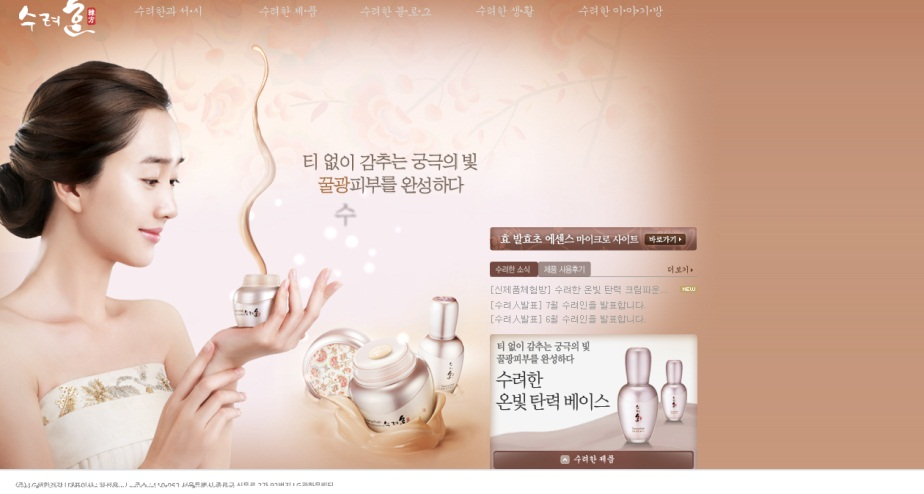 수려한
수려한과 서·시
수려한 제·품
수려한 블·로·그
수려한 생·활
수려한 이·야·기·방
티 없이 감추는 궁극의 빛
꿀광피부를 완성하다
수
효 발효초 에센스 마이크로 사이트 바로가기
수려한 소식 제품 사용후기 더보기
[신제품체험방] 수려한 온빛 탄력 크림파운... NEW
[수려人발표] 7월 수려인을 발표합니다.
[수려人발표] 6월 수려인을 발표합니다.
티 없이 감추는 궁극의 빛
꿀광피부를 완성하다
수려한
온빛 탄력 베이스
수려한 제품